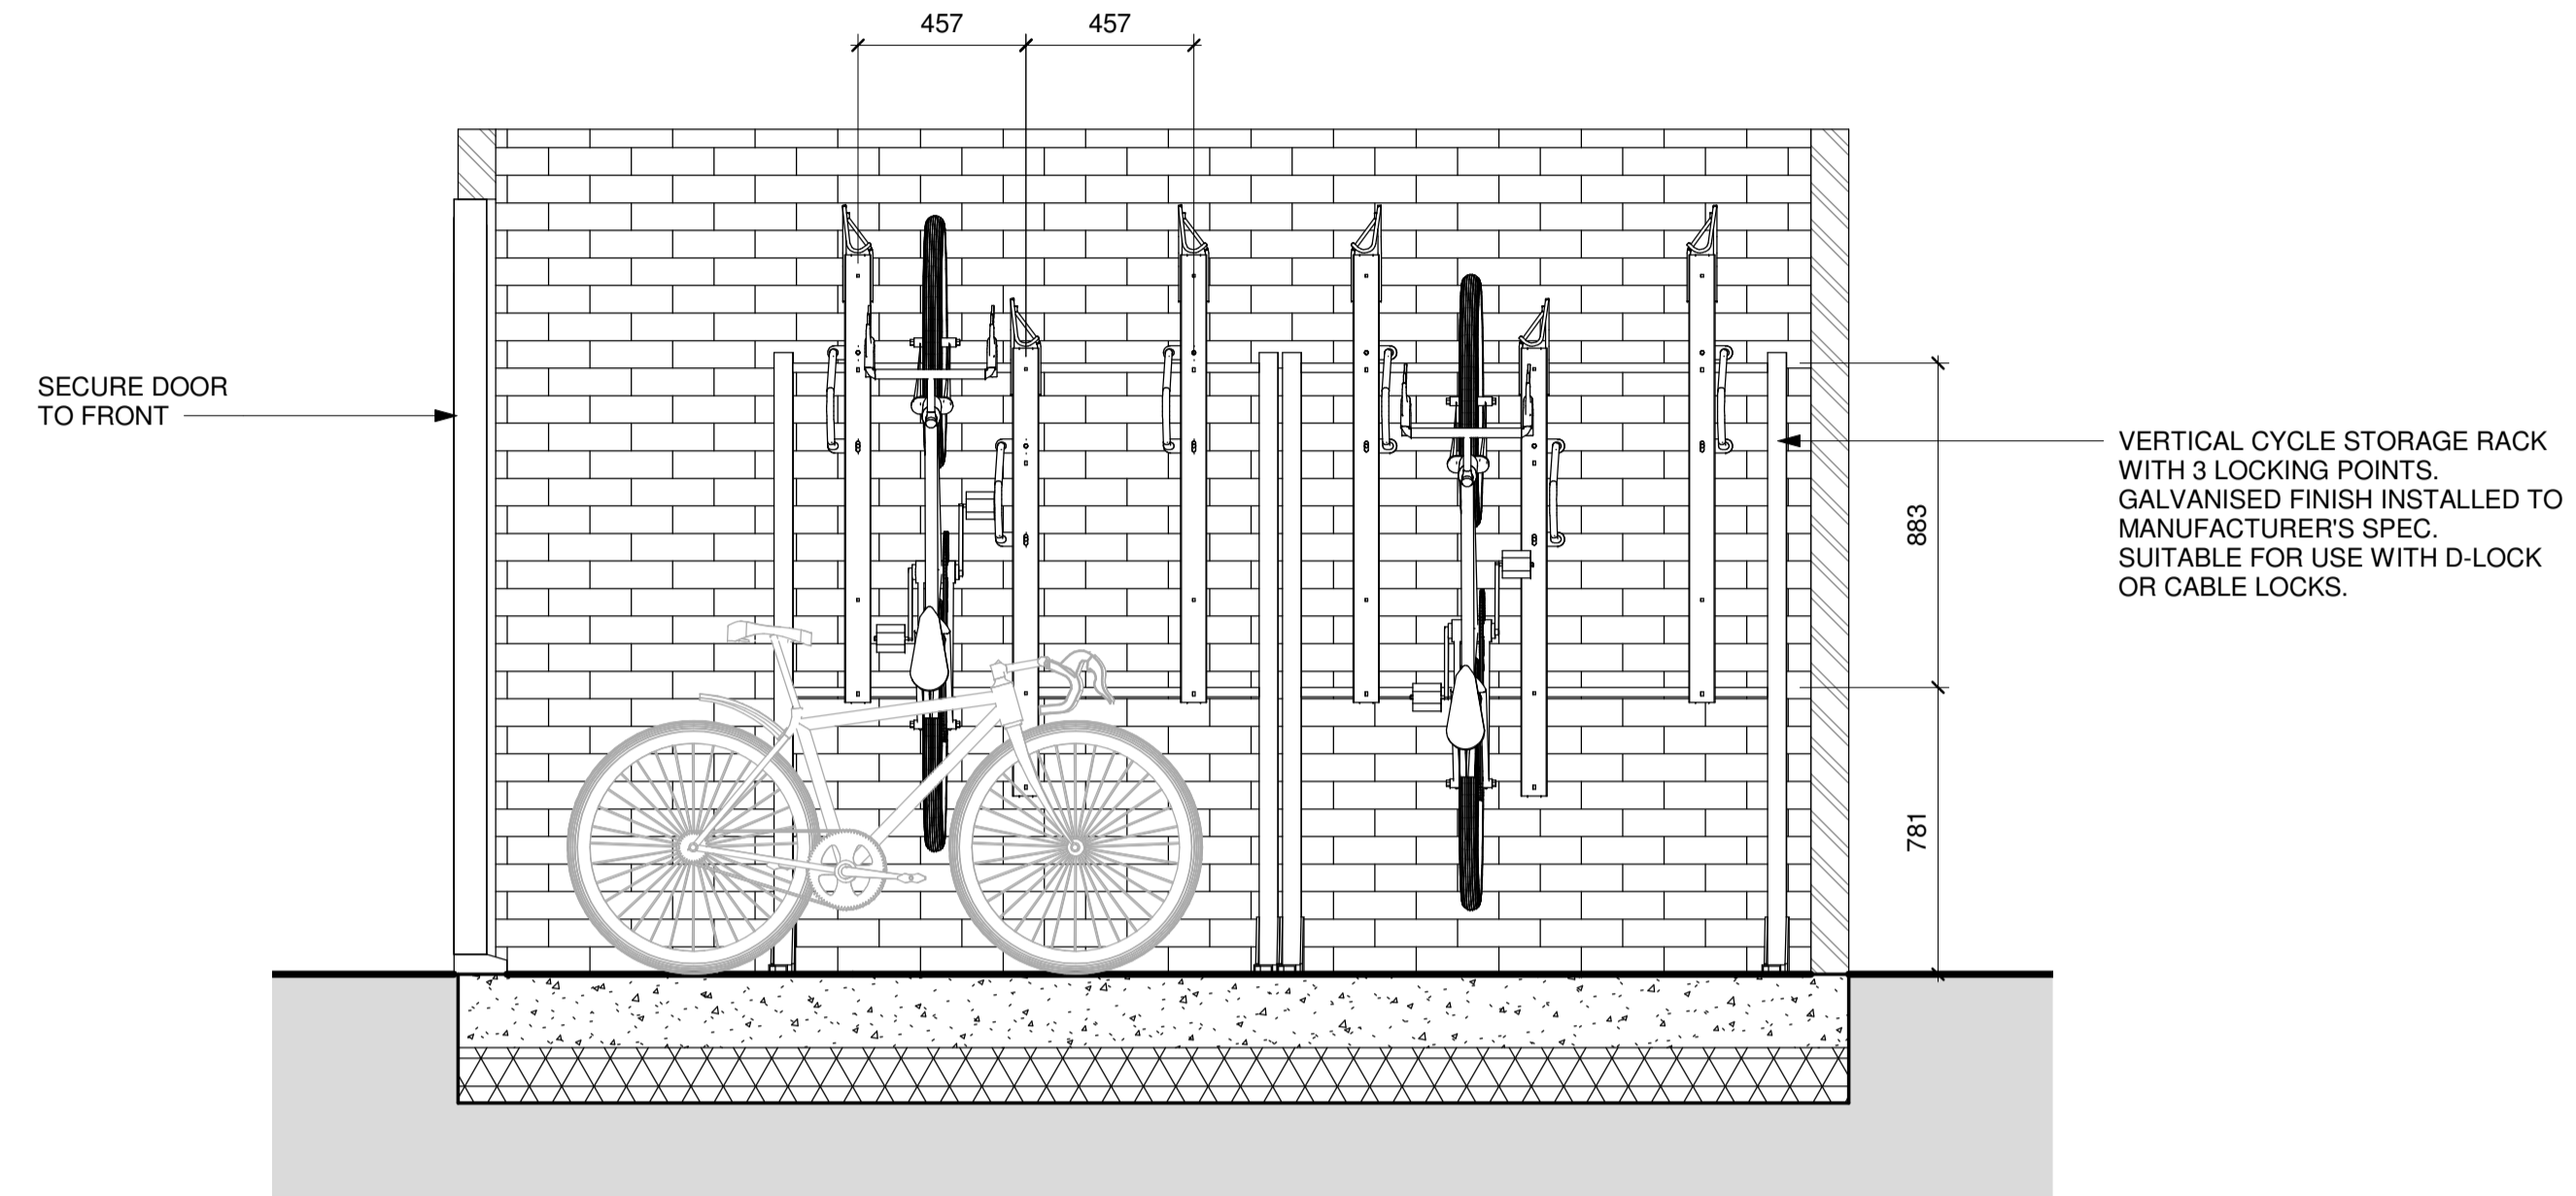 457
457
SECURE DOOR
TO FRONT
VERTICAL CYCLE STORAGE RACK
WITH 3 LOCKING POINTS.
GALVANISED FINISH INSTALLED TO
MANUFACTURER'S SPEC.
SUITABLE FOR USE WITH D-LOCK
OR CABLE LOCKS.
883
781